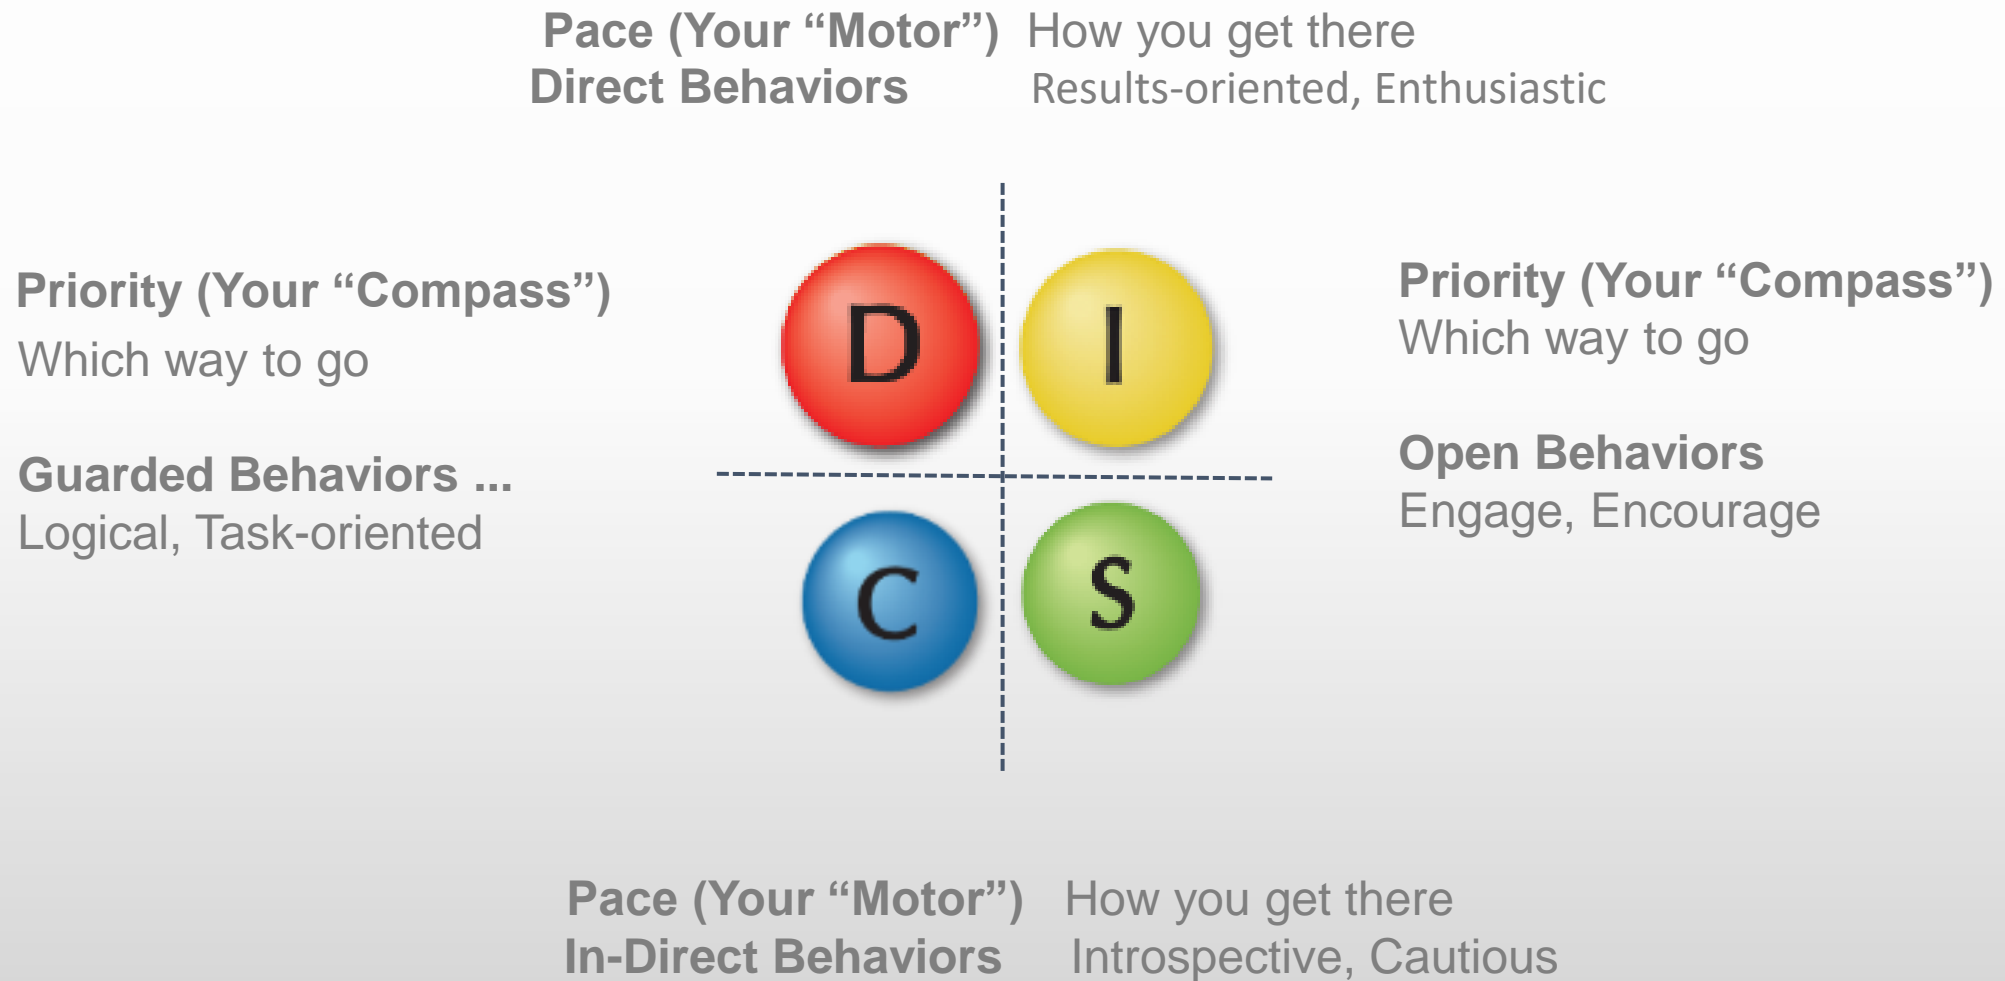 Pace (Your “Motor”) How you get there
Direct Behaviors Results-oriented, Enthusiastic
Priority (Your “Compass”)
Which way to go
Guarded Behaviors ...
Logical, Task-oriented
D I
C S
Priority (Your “Compass”)
Which way to go
Open Behaviors
Engage, Encourage
Pace (Your “Motor”) How you get there
In-Direct Behaviors Introspective, Cautious